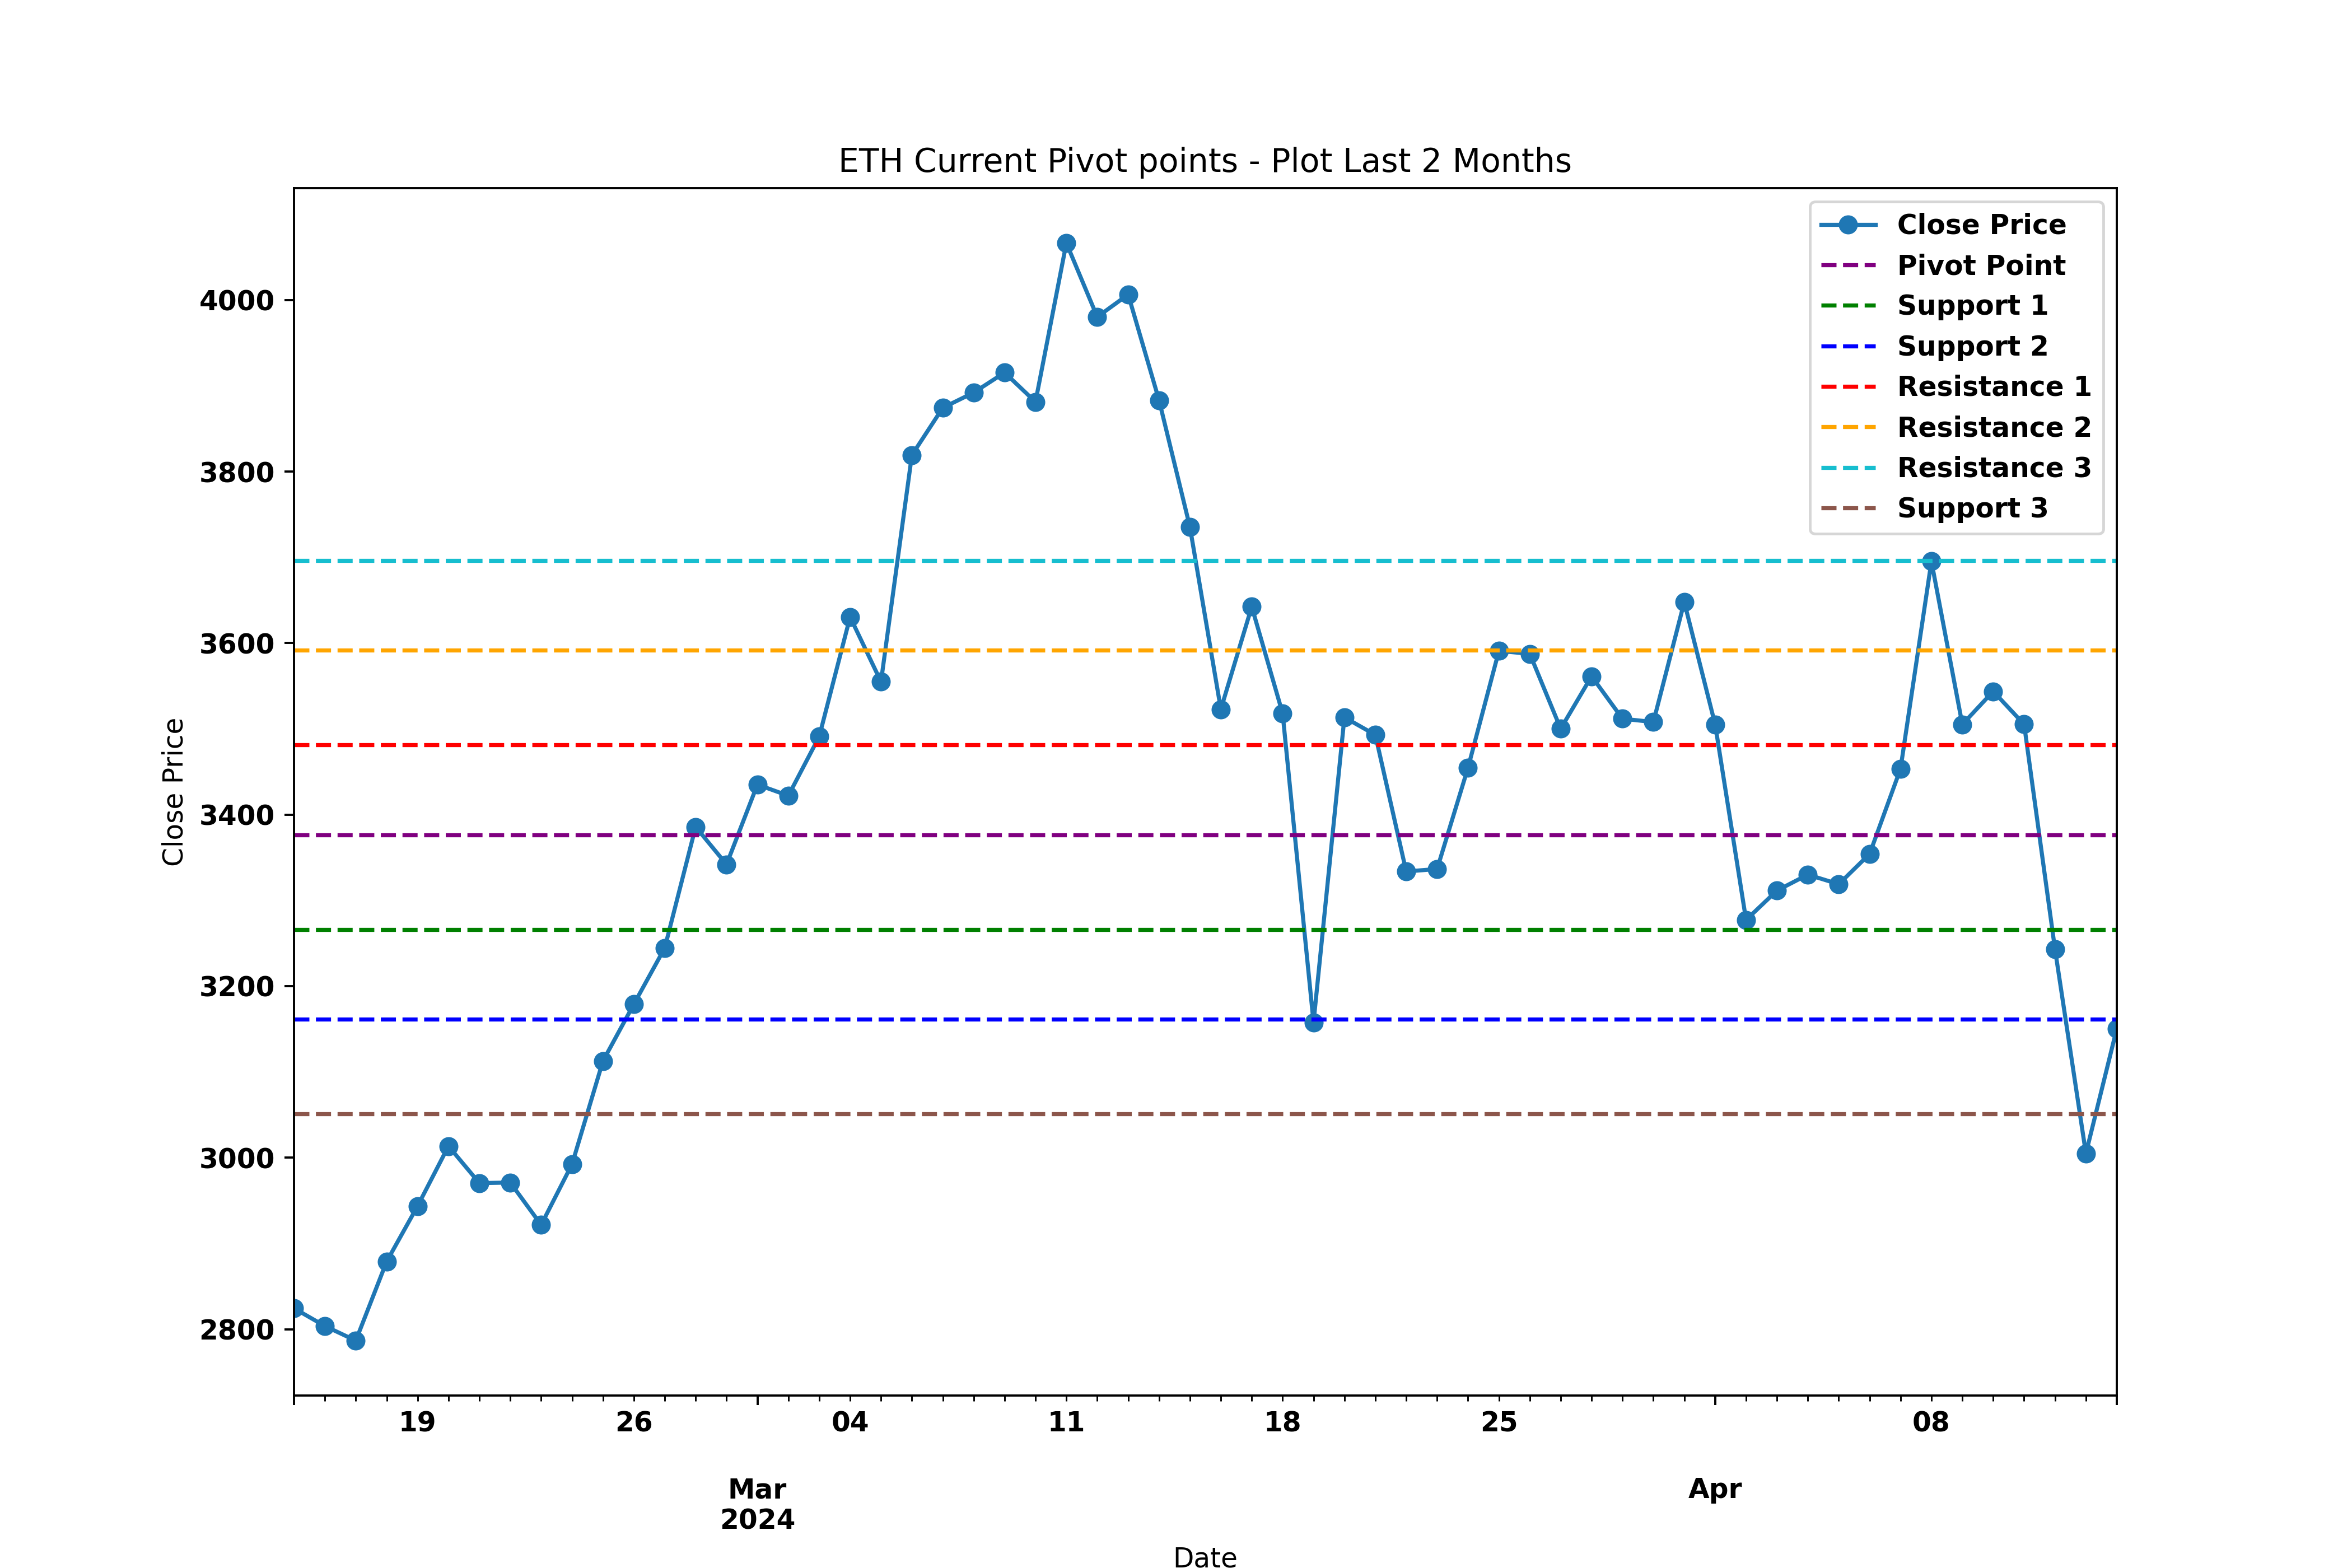 ETH Current Pivot points - Plot Last 2 Months
Close Price
Pivot Point
Support 1
Support 2
Resistance 1
Resistance 2
Resistance 3
Support 3
4000
3800
3600
3400
3200
3000
2800
Close Price
19
26
04
11
18
25
08
Mar
2024
Apr
Date